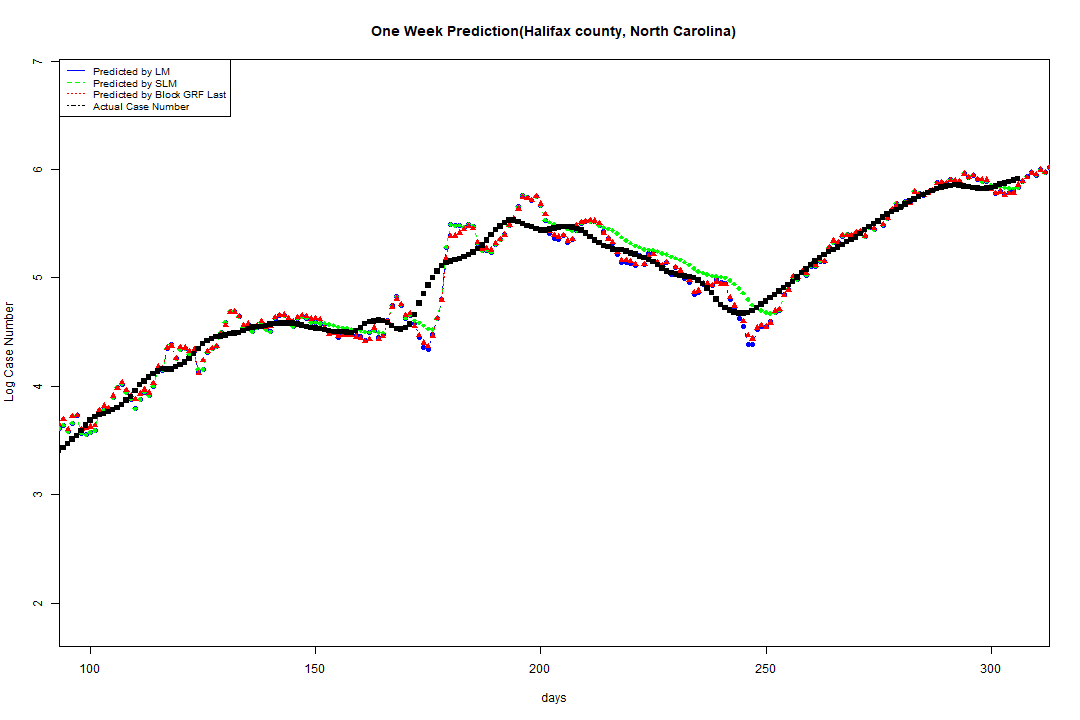 One Week Prediction(Halifax county, North Carolina)
Predicted by LM
Predicted by SLM
Predicted by Block GRF Last
Actual Case Number
7
6
5
4
3
2
Log Case Number
100 150 200 250 300
days